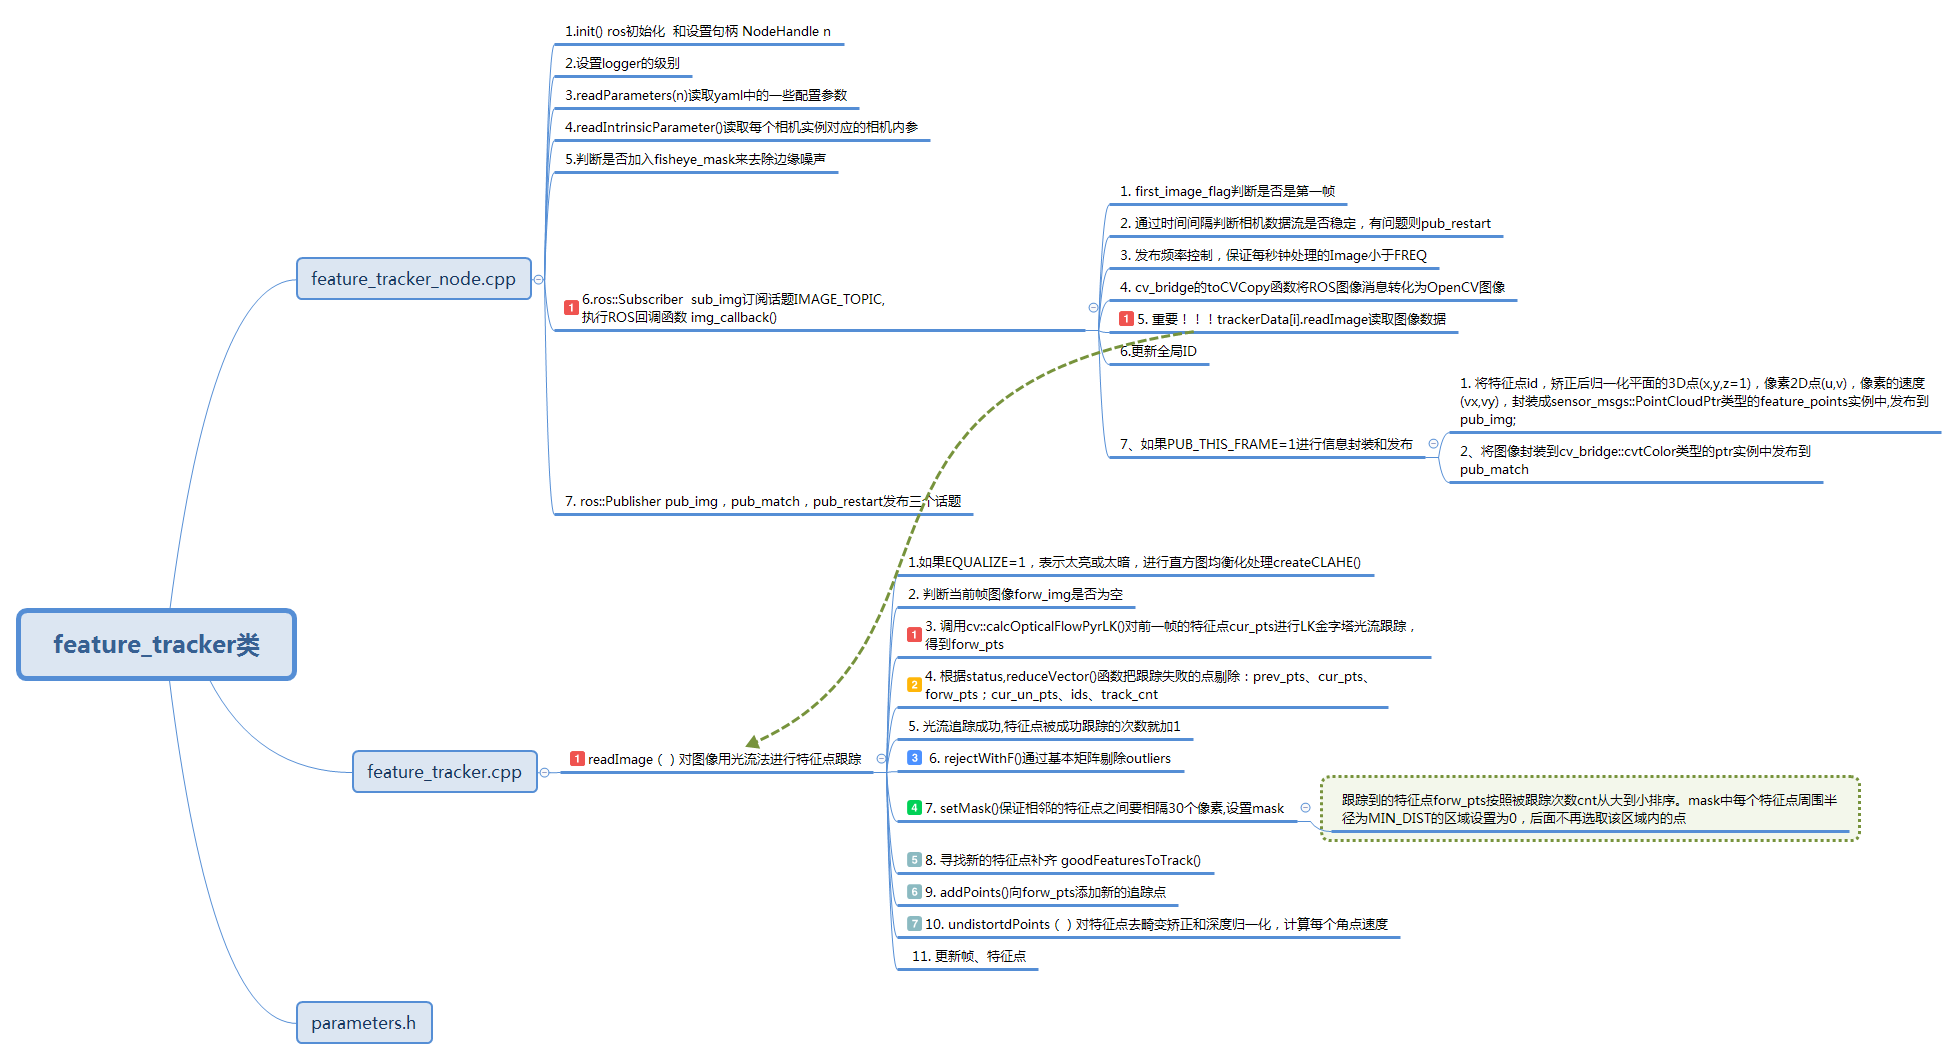 feature_tracker类
feature_tracker_node.cpp
1.init() ros初始化  和设置句柄 NodeHandle n
2.设置logger的级别
3.readParameters(n)读取yaml中的一些配置参数
4.readIntrinsicParameter()读取每个相机实例对应的相机内参
5.判断是否加入fisheye_mask来去除边缘噪声
1
6.ros::Subscriber  sub_img订阅话题IMAGE_TOPIC,
执行ROS回调函数 img_callback()
1. first_image_flag判断是否是第一帧
2. 通过时间间隔判断相机数据流是否稳定，有问题则pub_restart
3. 发布频率控制，保证每秒钟处理的Image小于FREQ
4. cv_bridge的toCVCopy函数将ROS图像消息转化为OpenCV图像
1 5. 重要！！！trackerData[i].readImage读取图像数据
6.更新全局ID
7、如果PUB_THIS_FRAME=1进行信息封装和发布
1. 将特征点id，矫正后归一化平面的3D点(x,y,z=1)，像素2D点(u,v)，像素的速度
(vx,vy)，封装成sensor_msgs::PointCloudPtr类型的feature_points实例中,发布到
pub_img;
2、将图像封装到cv_bridge::cvtColor类型的ptr实例中发布到
pub_match
7. ros::Publisher pub_img，pub_match，pub_restart发布三个话题
feature_tracker.cpp
1 readImage（ ）对图像用光流法进行特征点跟踪
1.如果EQUALIZE=1，表示太亮或太暗，进行直方图均衡化处理createCLAHE()
2. 判断当前帧图像forw_img是否为空
1 3. 调用cv::calcOpticalFlowPyrLK()对前一帧的特征点cur_pts进行LK金字塔光流跟踪，
得到forw_pts
2 4. 根据status,reduceVector()函数把跟踪失败的点剔除：prev_pts、cur_pts、
forw_pts；cur_un_pts、ids、track_cnt
5. 光流追踪成功,特征点被成功跟踪的次数就加1
3 6. rejectWithF()通过基本矩阵剔除outliers
4 7. setMask()保证相邻的特征点之间要相隔30个像素,设置mask
跟踪到的特征点forw_pts按照被跟踪次数cnt从大到小排序。mask中每个特征点周围半
径为MIN_DIST的区域设置为0，后面不再选取该区域内的点
5 8. 寻找新的特征点补齐 goodFeaturesToTrack()
6 9. addPoints()向forw_pts添加新的追踪点
7 10. undistortdPoints（ ）对特征点去畸变矫正和深度归一化，计算每个角点速度
11. 更新帧、特征点
parameters.h